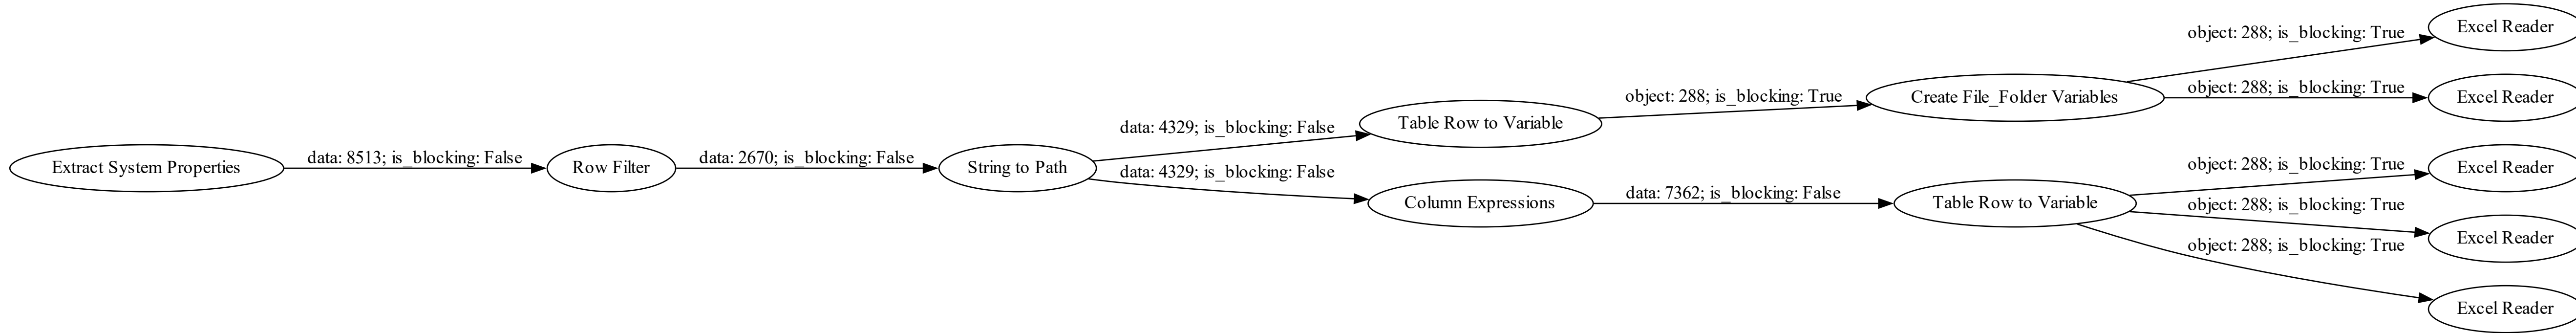 Extract System Properties
data: 8513; is_blocking: False
Row Filter
data: 2670; is_blocking: False
String to Path
data: 4329; is_blocking: False
data: 4329; is_blocking: False
Table Row to Variable
Column Expressions
object: 288; is_blocking: True
data: 7362; is_blocking: False
Create File_Folder Variables
Table Row to Variable
object: 288; is_blocking: True
object: 288; is_blocking: True
object: 288; is_blocking: True
object: 288; is_blocking: True
object: 288; is_blocking: True
Excel Reader
Excel Reader
Excel Reader
Excel Reader
Excel Reader